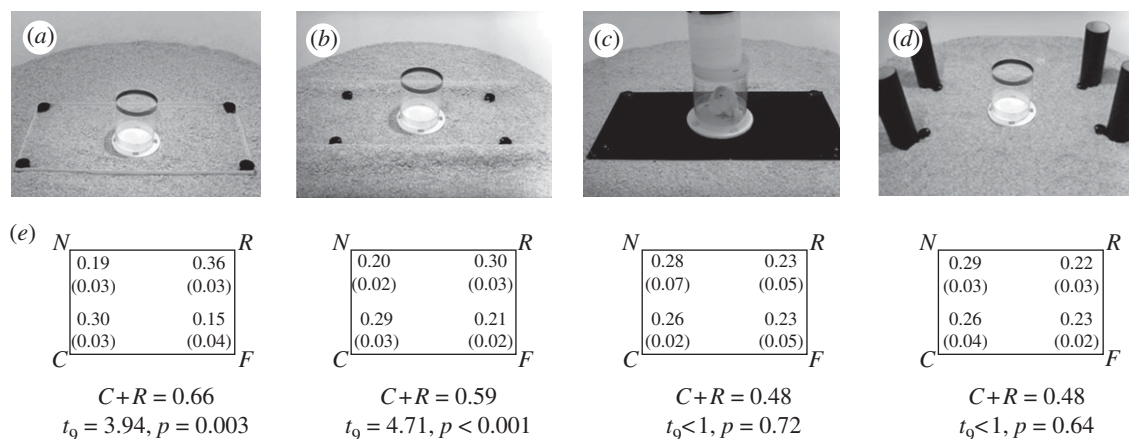 (a) (b) (c) (d)
(e) N R N R N R N R
0.19 0.36 0.20 0.30 0.28 0.23 0.29 0.22
(0.03) (0.03) (0.02) (0.03) (0.07) (0.05) (0.03) (0.03)
0.30 0.15 0.29 0.21 0.26 0.23 0.26 0.23
(0.03) (0.04) (0.03) (0.02) (0.02) (0.05) (0.04) (0.02)
C F C F C F C F
C+R = 0.66 C+R = 0.59 C+R = 0.48 C+R = 0.48
t₉ = 3.94, p = 0.003 t₉ = 4.71, p < 0.001 t₉<1, p = 0.72 t₉<1, p = 0.64